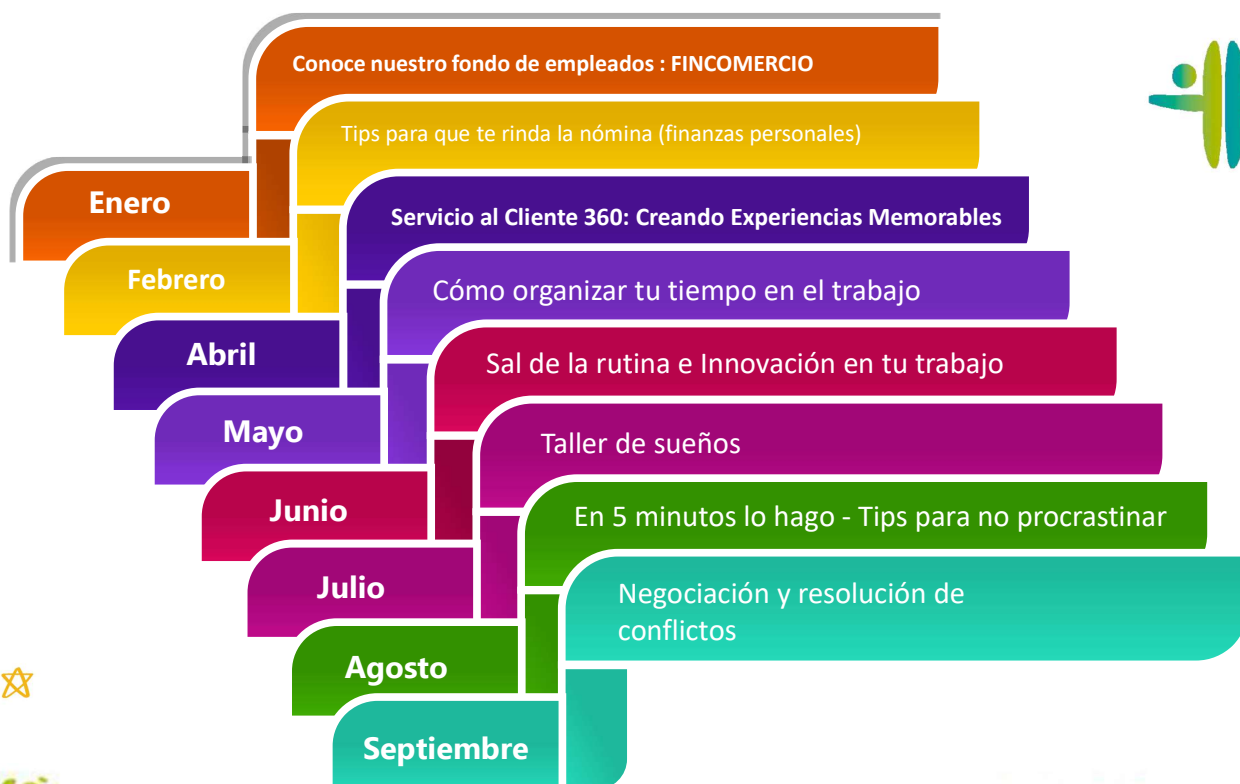 Conoce nuestro fondo de empleados : FINCOMERCIO
Tips para que te rinda la nómina (finanzas personales)
Enero
Servicio al Cliente 360: Creando Experiencias Memorables
Febrero
Cómo organizar tu tiempo en el trabajo
Abril
Sal de la rutina e Innovación en tu trabajo
Mayo
Taller de sueños
Junio
En 5 minutos lo hago - Tips para no procrastinar
Julio
Negociación y resolución de
conflictos
Agosto
Septiembre